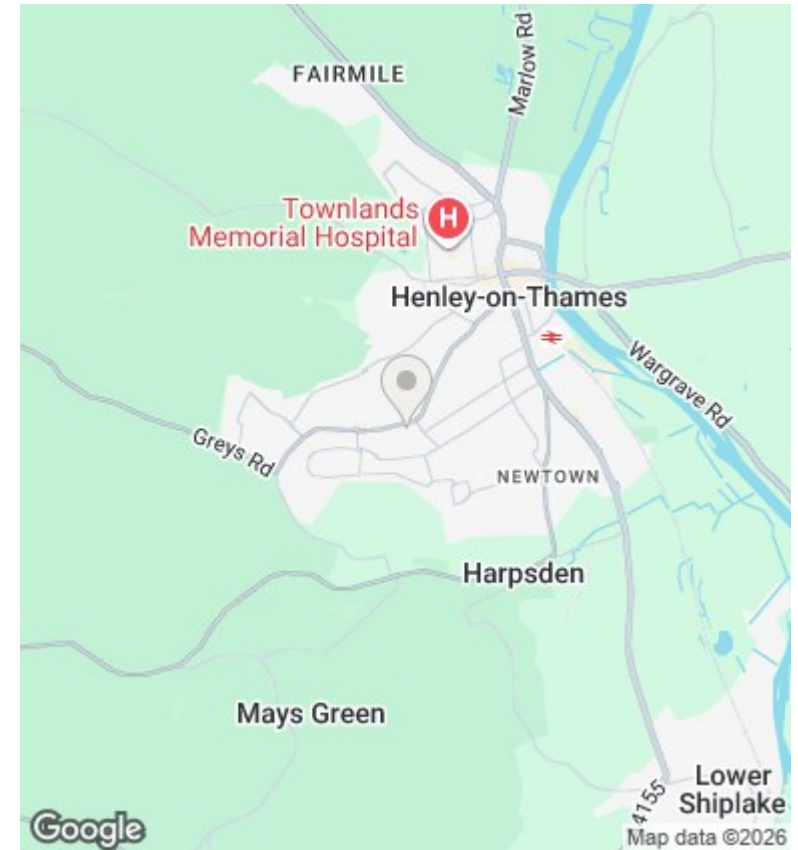 FAIRMILE
Marlow Rd
Townlands
Memorial Hospital
H
Henley-on-Thames
Wargrave Rd
Greys Rd
NEWTOWN
Harpsden
Mays Green
Lower
Shiplake
4155
Google
Map data ©2026